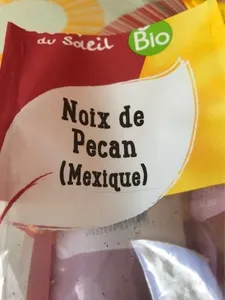 du Soleil
Bio
Noix de
Pecan
(Mexique)